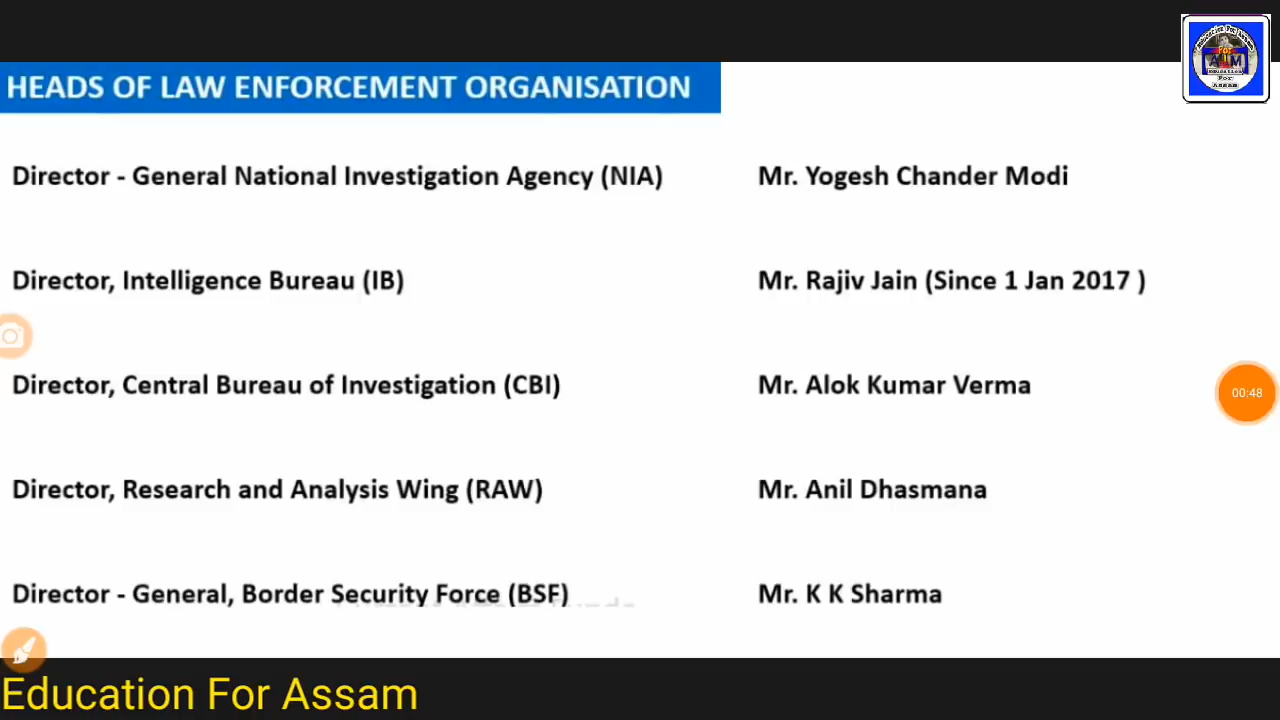 HEADS OF LAW ENFORCEMENT ORGANISATION
Director - General National Investigation Agency (NIA) Mr. Yogesh Chander Modi
Director, Intelligence Bureau (IB) Mr. Rajiv Jain (Since 1 Jan 2017 )
Director, Central Bureau of Investigation (CBI) Mr. Alok Kumar Verma
00:48
Director, Research and Analysis Wing (RAW) Mr. Anil Dhasmana
Director - General, Border Security Force (BSF) Mr. K K Sharma
Education For Assam